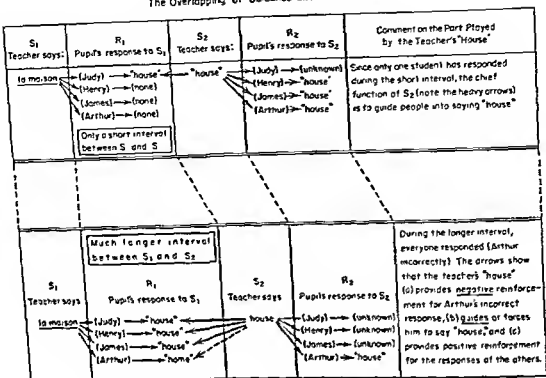 The Overlapping of Guidance
S1
Teacher says:
R1
Pupil's response to S1
S2
Teacher says:
R2
Pupil's response to S2
Comment on the Part Played
by the Teacher's "House"
la maison
(Judy) "house"
(Henry) (none)
(James) (none)
(Arthur) (none)
Only a short interval
between S and S
"house"
(Judy) (unknown)
(Henry) "house"
(James) "house"
(Arthur) "house"
Since only one student has responded
during the short interval, the chief
function of S2 (note the heavy arrows)
is to guide people into saying "house"
Much longer interval
between S1 and S2
S1
Teacher says
R1
Pupil's response to S1
S2
Teacher says
R2
Pupil's response to S2
la maison
(Judy) "house"
(Henry) "house"
(James) "house"
(Arthur) "home"
house
(Judy) (unknown)
(Henry) (unknown)
(James) (unknown)
(Arthur) "house"
During the longer interval,
everyone responded (Arthur
incorrectly) The arrows show
that the teacher's "house"
(a) provides negative reinforce-
ment for Arthur's incorrect
response, (b) guides or forces
him to say "house," and (c)
provides positive reinforcement
for the responses of the others.